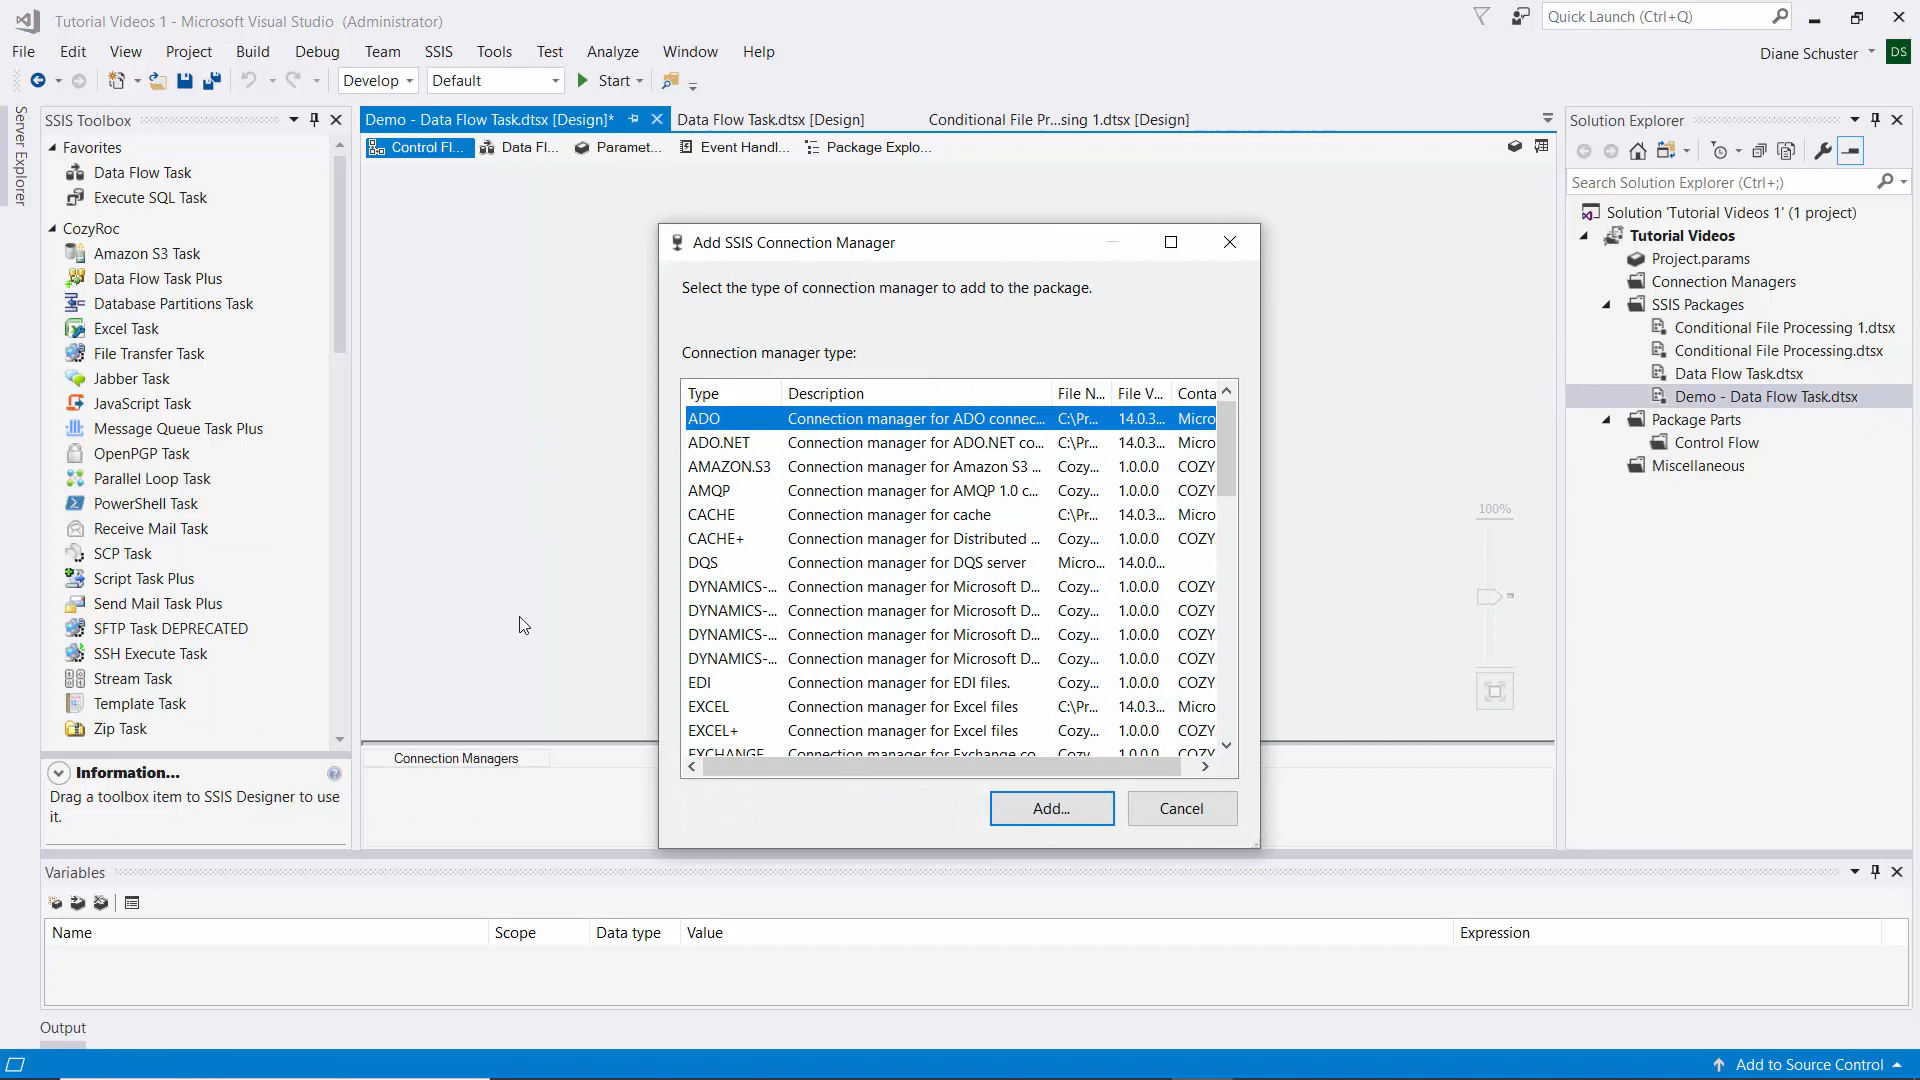 Tutorial Videos 1 - Microsoft Visual Studio (Administrator)
Quick Launch (Ctrl+Q)
File Edit View Project Build Debug Team SSIS Tools Test Analyze Window Help
Diane Schuster DS
Develop Default Start
Server Explorer
SSIS Toolbox
Favorites
Data Flow Task
Execute SQL Task
CozyRoc
Amazon S3 Task
Data Flow Task Plus
Database Partitions Task
Excel Task
File Transfer Task
Jabber Task
JavaScript Task
Message Queue Task Plus
OpenPGP Task
Parallel Loop Task
PowerShell Task
Receive Mail Task
SCP Task
Script Task Plus
Send Mail Task Plus
SFTP Task DEPRECATED
SSH Execute Task
Stream Task
Template Task
Zip Task
Information...
Drag a toolbox item to SSIS Designer to use
it.
Demo - Data Flow Task.dtsx [Design]* Data Flow Task.dtsx [Design] Conditional File Pr...sing 1.dtsx [Design]
Control Fl... Data Fl... Paramet... Event Handl... Package Explo...
100%
Connection Managers
Add SSIS Connection Manager
Select the type of connection manager to add to the package.
Connection manager type:
Type Description File N... File V... Conta
ADO Connection manager for ADO connec... C:\Pr... 14.0.3... Micro
ADO.NET Connection manager for ADO.NET co... C:\Pr... 14.0.3... Micro
AMAZON.S3 Connection manager for Amazon S3 ... Cozy... 1.0.0.0 COZY
AMQP Connection manager for AMQP 1.0 c... Cozy... 1.0.0.0 COZY
CACHE Connection manager for cache C:\Pr... 14.0.3... Micro
CACHE+ Connection manager for Distributed ... Cozy... 1.0.0.0 COZY
DQS Connection manager for DQS server Micro... 14.0.0...
DYNAMICS-... Connection manager for Microsoft D... Cozy... 1.0.0.0 COZY
DYNAMICS-... Connection manager for Microsoft D... Cozy... 1.0.0.0 COZY
DYNAMICS-... Connection manager for Microsoft D... Cozy... 1.0.0.0 COZY
DYNAMICS-... Connection manager for Microsoft D... Cozy... 1.0.0.0 COZY
EDI Connection manager for EDI files. Cozy... 1.0.0.0 COZY
EXCEL Connection manager for Excel files C:\Pr... 14.0.3... Micro
EXCEL+ Connection manager for Excel files Cozy... 1.0.0.0 COZY
EXCHANGE Connection manager for Exchange co... Cozy... 1.0.0.0 COZY
Add... Cancel
Solution Explorer
Search Solution Explorer (Ctrl+;)
Solution 'Tutorial Videos 1' (1 project)
Tutorial Videos
Project.params
Connection Managers
SSIS Packages
Conditional File Processing 1.dtsx
Conditional File Processing.dtsx
Data Flow Task.dtsx
Demo - Data Flow Task.dtsx
Package Parts
Control Flow
Miscellaneous
Variables
Name Scope Data type Value Expression
Output
Add to Source Control